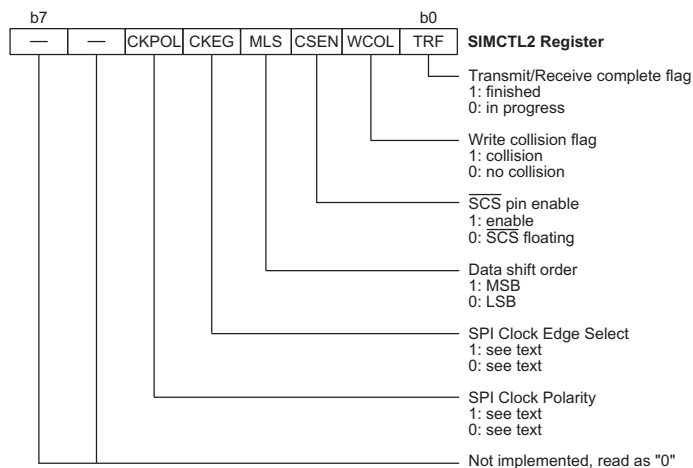 b7 b0
— — CKPOL CKEG MLS CSEN WCOL TRF SIMCTL2 Register
Transmit/Receive complete flag
1: finished
0: in progress
Write collision flag
1: collision
0: no collision
SCS pin enable
1: enable
0: SCS floating
Data shift order
1: MSB
0: LSB
SPI Clock Edge Select
1: see text
0: see text
SPI Clock Polarity
1: see text
0: see text
Not implemented, read as "0"